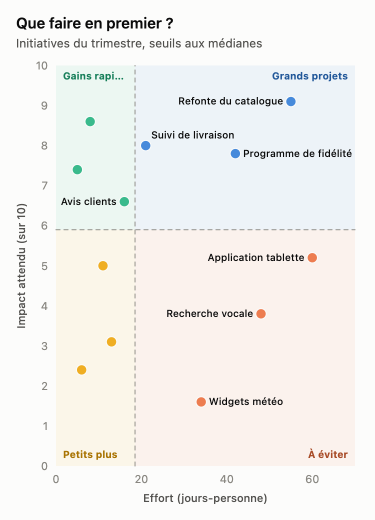 Que faire en premier ?
Initiatives du trimestre, seuils aux médianes
10
Gains rapi...
Grands projets
9
Refonte du catalogue
8
Suivi de livraison
Programme de fidélité
7
Avis clients
6
5
Application tablette
4
Recherche vocale
3
2
Widgets météo
1
Petits plus
À éviter
0
Impact attendu (sur 10)
0
20
40
60
Effort (jours-personne)